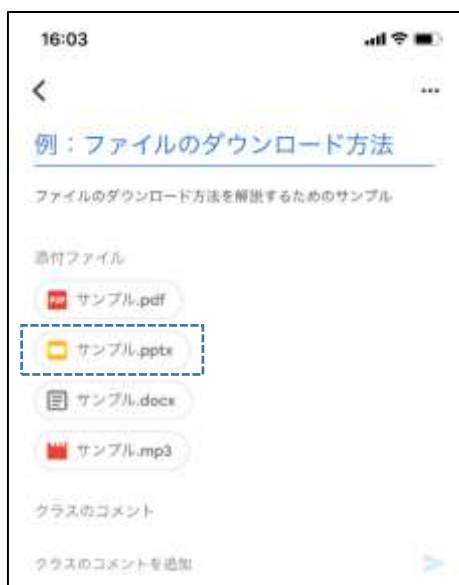 16:03
例：ファイルのダウンロード方法
ファイルのダウンロード方法を解説するためのサンプル
添付ファイル
PDF サンプル.pdf
サンプル.pptx
サンプル.docx
サンプル.mp3
クラスのコメント
クラスのコメントを追加